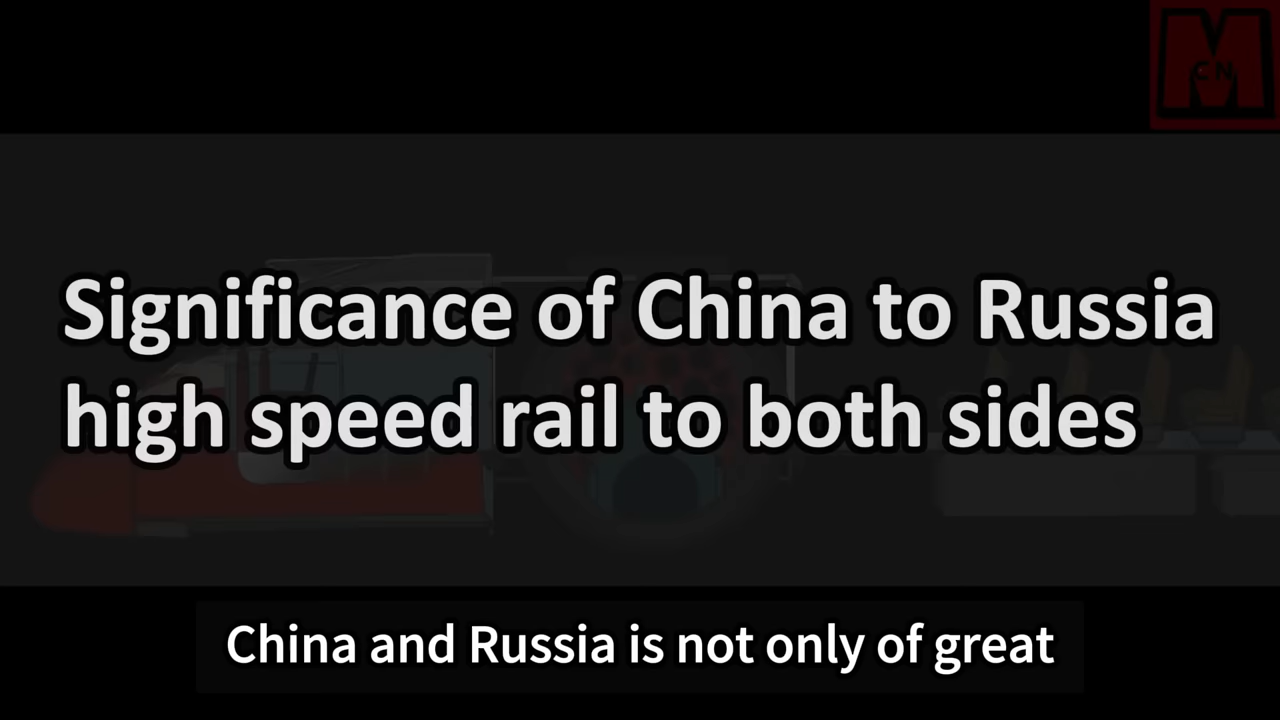 CN
Significance of China to Russia
high speed rail to both sides
China and Russia is not only of great